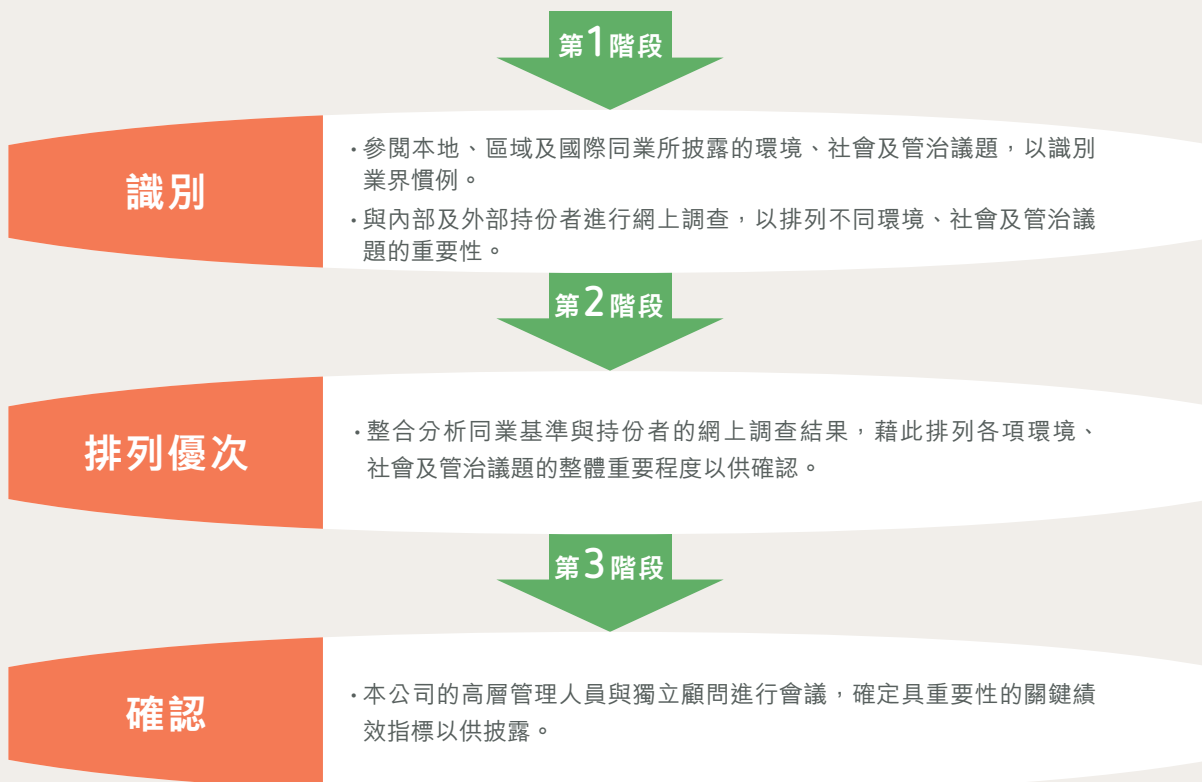 第1階段
識別
・參閱本地、區域及國際同業所披露的環境、社會及管治議題，以識別
業界慣例。
・與內部及外部持份者進行網上調查，以排列不同環境、社會及管治議
題的重要性。
第2階段
排列優次
・整合分析同業基準與持份者的網上調查結果，藉此排列各項環境、
社會及管治議題的整體重要程度以供確認。
第3階段
確認
・本公司的高層管理人員與獨立顧問進行會議，確定具重要性的關鍵績
效指標以供披露。